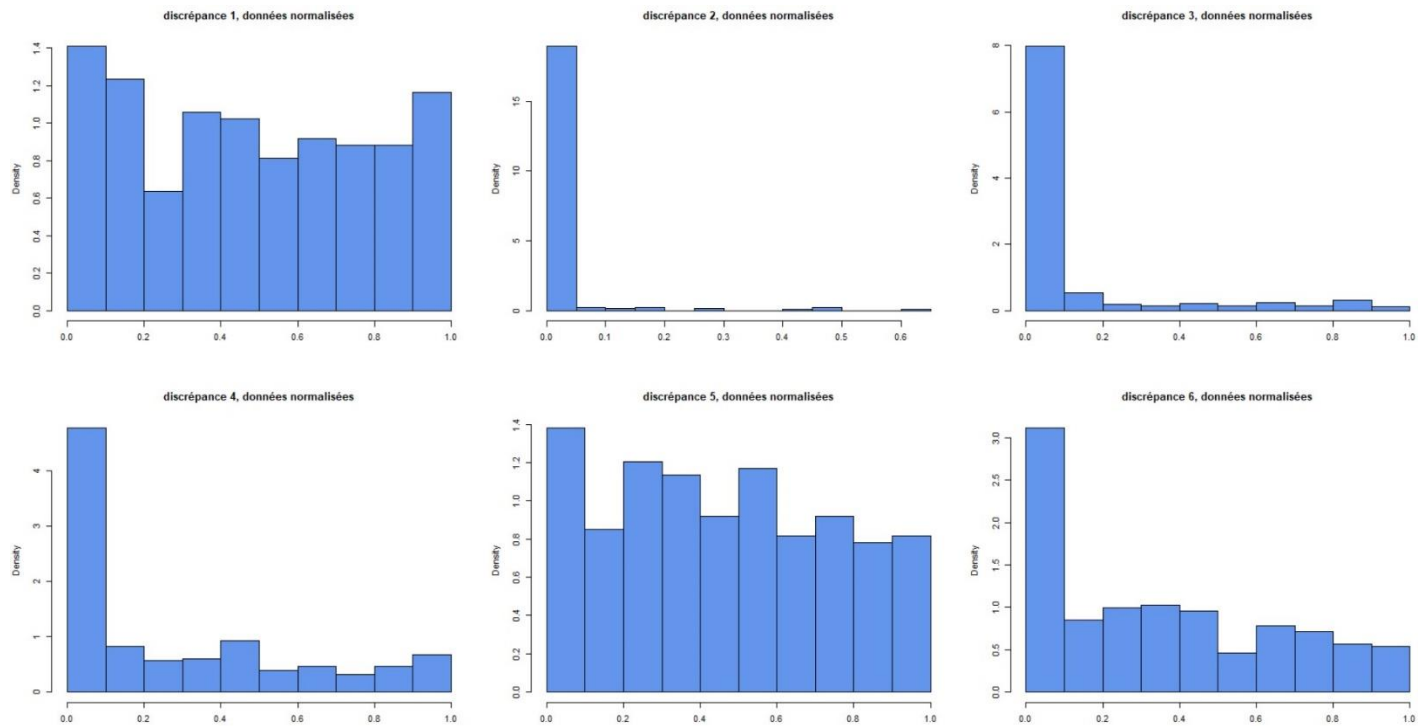 discrépance 1, données normalisées
Density
0.0 0.2 0.4 0.6 0.8 1.0 1.2 1.4
0.0 0.2 0.4 0.6 0.8 1.0
discrépance 2, données normalisées
Density
0 5 10 15
0.0 0.1 0.2 0.3 0.4 0.5 0.6
discrépance 3, données normalisées
Density
0 2 4 6 8
0.0 0.2 0.4 0.6 0.8 1.0
discrépance 4, données normalisées
Density
0 1 2 3 4
0.0 0.2 0.4 0.6 0.8 1.0
discrépance 5, données normalisées
Density
0.0 0.2 0.4 0.6 0.8 1.0 1.2 1.4
0.0 0.2 0.4 0.6 0.8 1.0
discrépance 6, données normalisées
Density
0.0 0.5 1.0 1.5 2.0 2.5 3.0
0.0 0.2 0.4 0.6 0.8 1.0